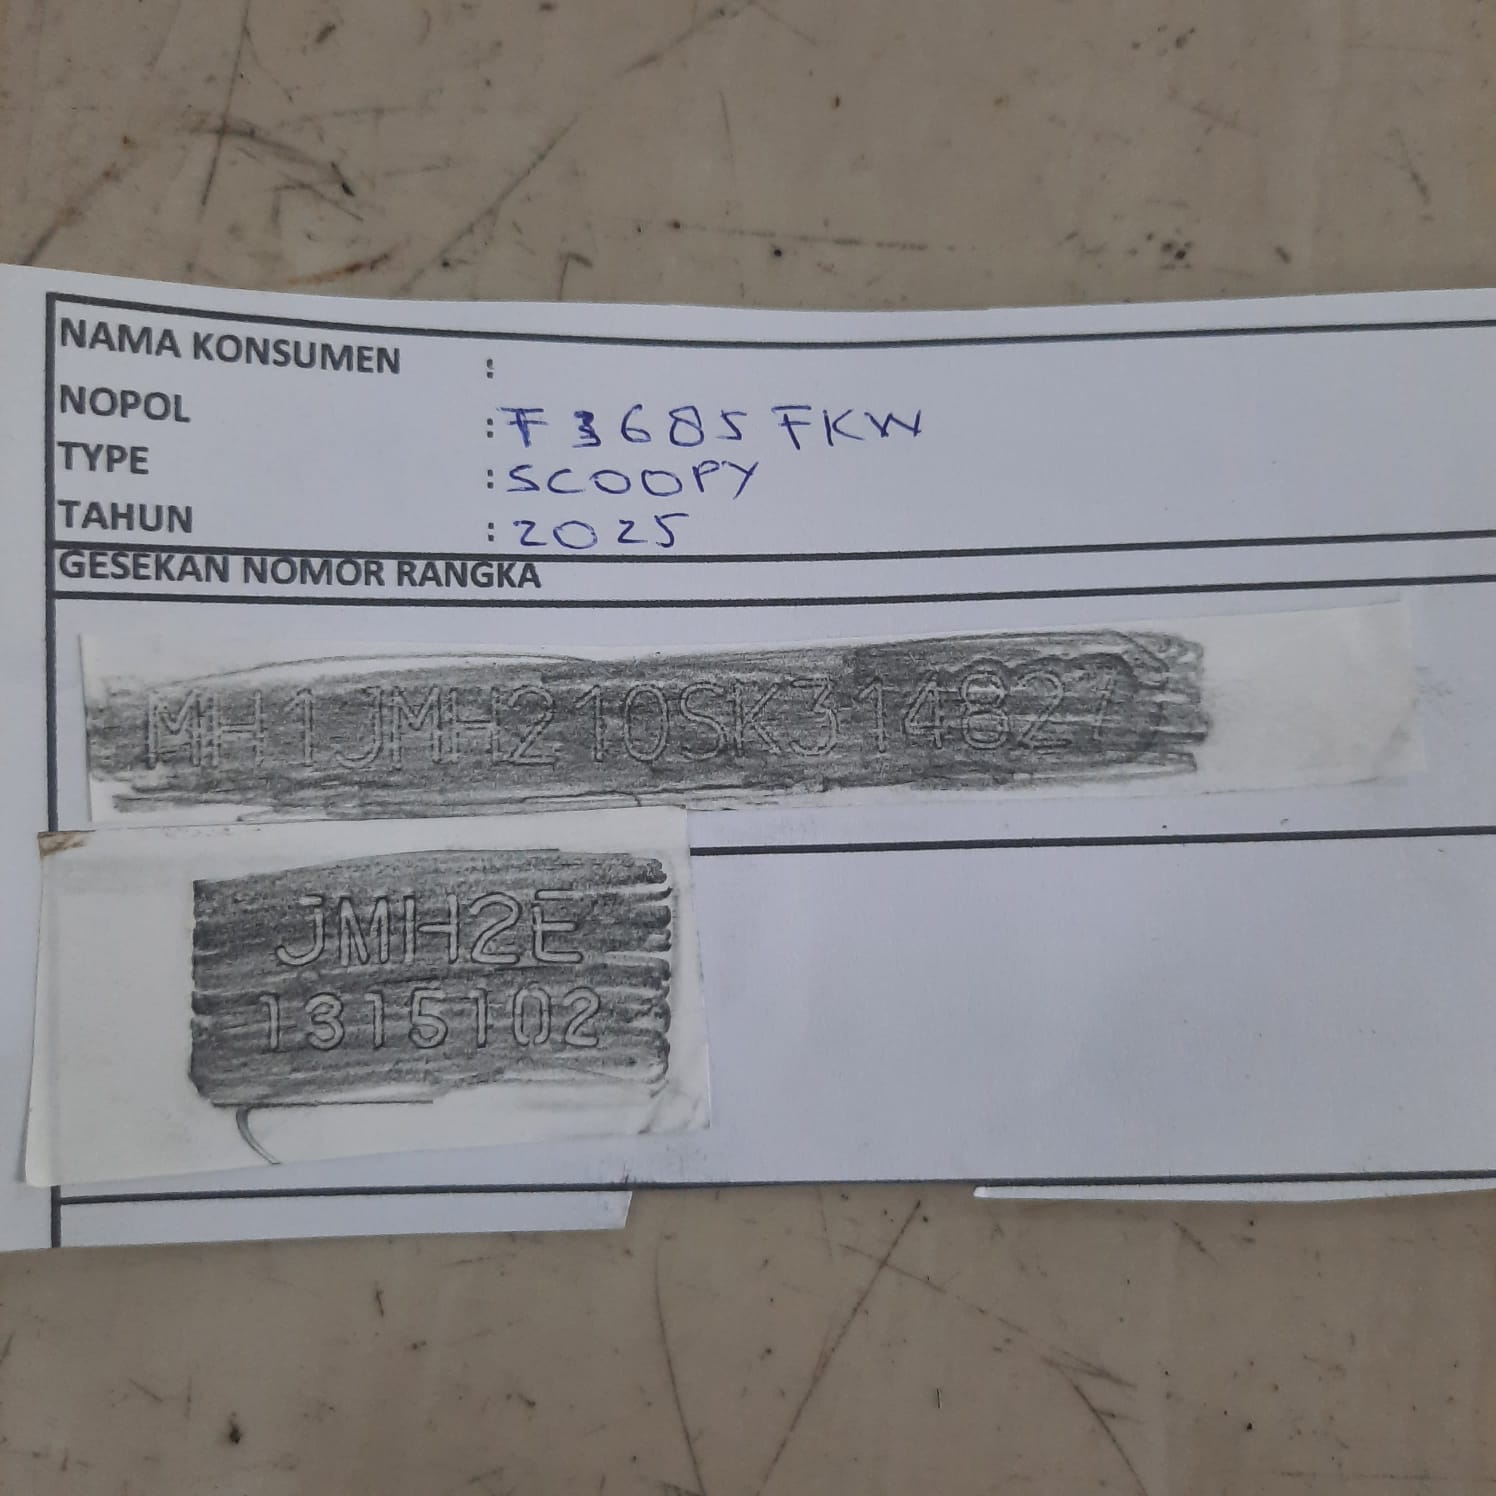 NAMA KONSUMEN :
NOPOL : F 3685 FKW
TYPE : SCOOPY
TAHUN : 2025
GESEKAN NOMOR RANGKA
MH1JMH210SK314827
JMH2E
1315102